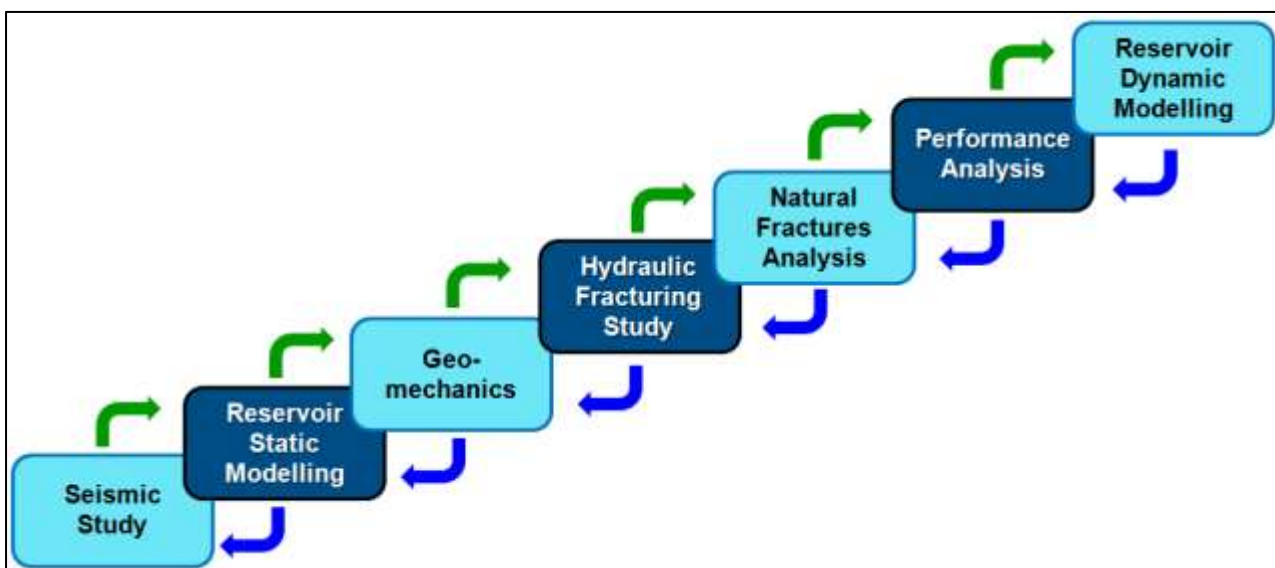 Seismic
Study
Reservoir
Static
Modelling
Geo-
mechanics
Hydraulic
Fracturing
Study
Natural
Fractures
Analysis
Performance
Analysis
Reservoir
Dynamic
Modelling